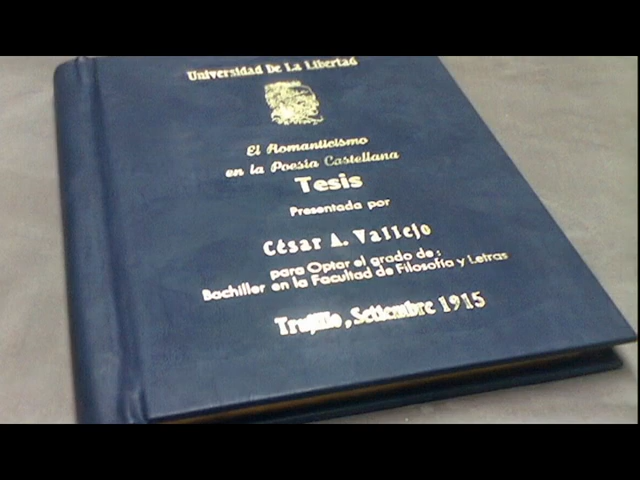 Universidad De La Libertad
El Romanticismo
en la Poesía Castellana
Tesis
Presentada por
César A. Vallejo
para Optar el grado de:
Bachiller en la Facultad de Filosofía y Letras
Trujillo, Setiembre 1915